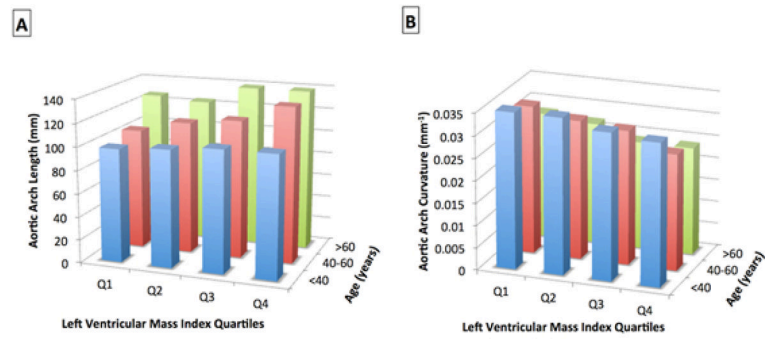 A
Aortic Arch Length (mm)
140
120
100
80
60
40
20
0
Q1
Q2
Q3
Q4
<40
40-60
>60
Age (years)
Left Ventricular Mass Index Quartiles
B
Aortic Arch Curvature (mm⁻¹)
0.035
0.03
0.025
0.02
0.015
0.01
0.005
0
Q1
Q2
Q3
Q4
<40
40-60
>60
Age (years)
Left Ventricular Mass Index Quartiles